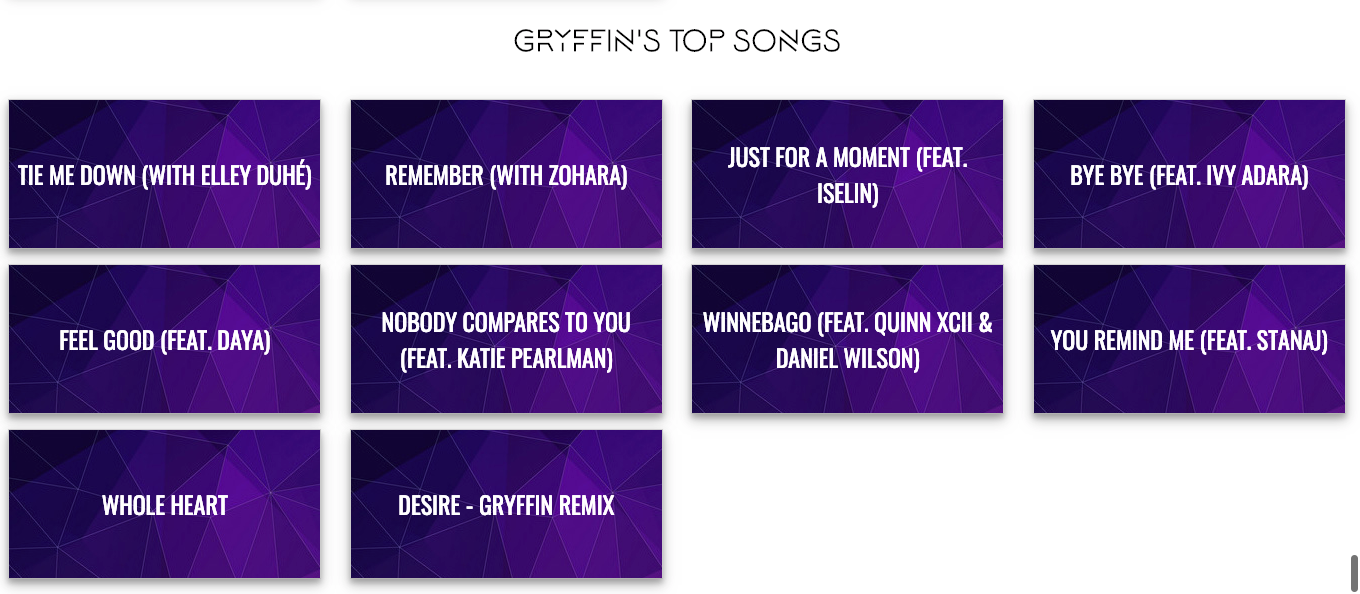 GRYFFIN'S TOP SONGS
TIE ME DOWN (WITH ELLEY DUHÉ)
REMEMBER (WITH ZOHARA)
JUST FOR A MOMENT (FEAT.
ISELIN)
BYE BYE (FEAT. IVY ADARA)
FEEL GOOD (FEAT. DAYA)
NOBODY COMPARES TO YOU
(FEAT. KATIE PEARLMAN)
WINNEBAGO (FEAT. QUINN XCII &
DANIEL WILSON)
YOU REMIND ME (FEAT. STANAJ)
WHOLE HEART
DESIRE - GRYFFIN REMIX